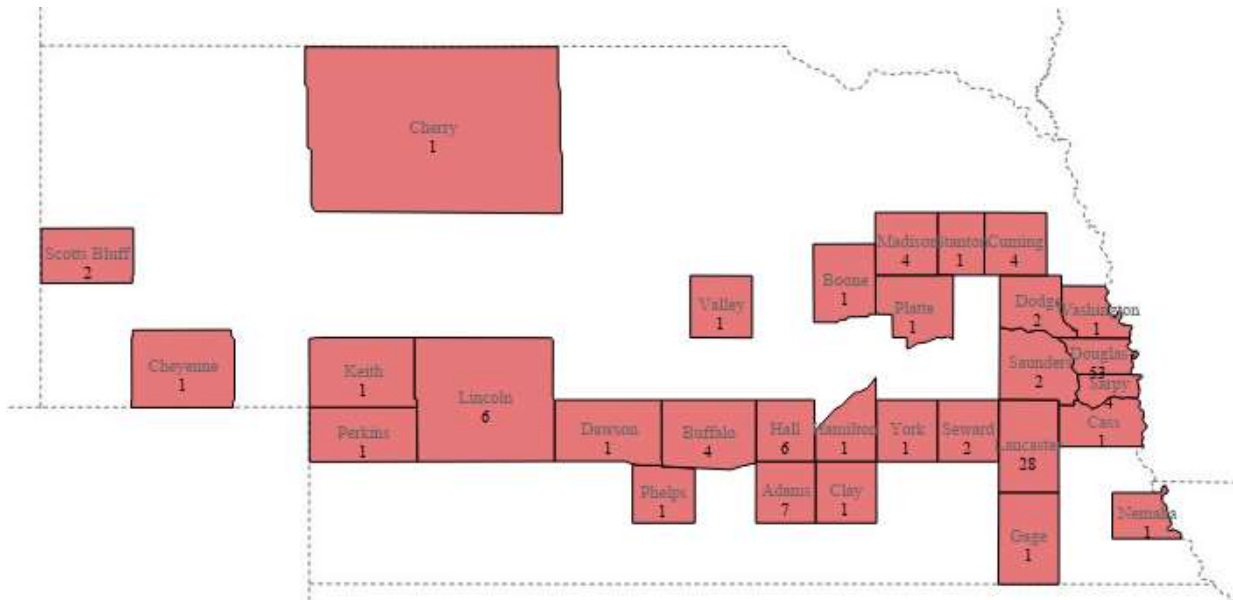 Cherry
1
Scotts Bluff
2
Madison
4
Stanton
1
Cuming
4
Boone
1
Valley
1
Platte
1
Dodge
2
Washington
1
Cheyenne
1
Keith
1
Lincoln
6
Saunders
2
Douglas
53
Sarpy
4
Perkins
1
Dawson
1
Buffalo
4
Hall
6
Hamilton
1
York
1
Seward
2
Lancaster
28
Cass
1
Phelps
1
Adams
7
Clay
1
Gage
1
Nemaha
1